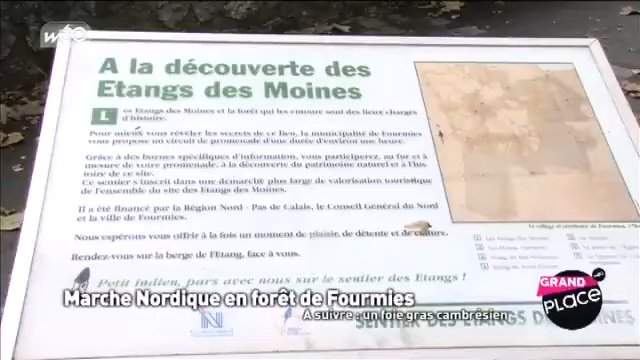 wéo
A la découverte des
Etangs des Moines
Les Etangs des Moines et la forêt qui les entoure sont des lieux chargés
d'histoire.
Pour mieux vous révéler les secrets de ce lieu, la municipalité de Fourmies
vous propose un circuit de promenade d'une durée d'environ une heure.
Grâce à des bornes spécifiques d'information, vous participerez, au fur et à
mesure de votre promenade, à la découverte du patrimoine naturel et à l'his-
toire de ce site.
Ce sentier s'inscrit dans une démarche plus large de valorisation touristique
de l'ensemble du site des Etangs des Moines.
Il a été financé par la Région Nord - Pas de Calais, le Conseil Général du Nord
et la ville de Fourmies.
Nous espérons vous offrir à la fois un moment de plaisir, de détente et de culture.
Rendez-vous sur la berge de l'Etang, face à vous.
Petit indien, pars avec nous sur le sentier des Etangs !
Marche Nordique en forêt de Fourmies
A suivre : un foie gras cambrésien
GRAND
PLACE
SENTIER DES ETANGS DES MOINES